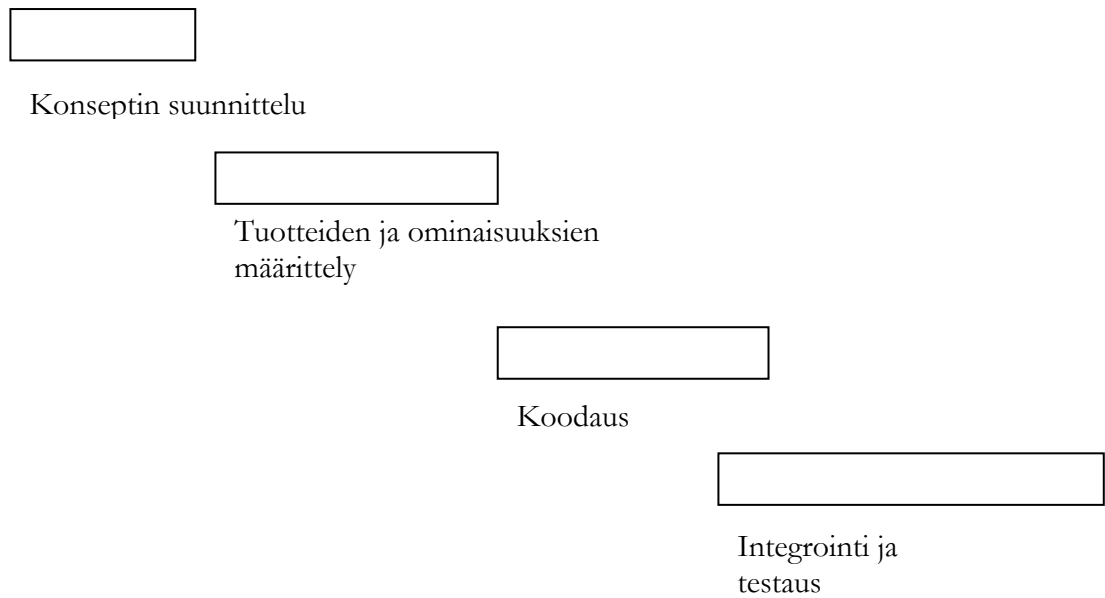 Konseptin suunnittelu
Tuotteiden ja ominaisuuksien
määrittely
Koodaus
Integrointi ja
testaus